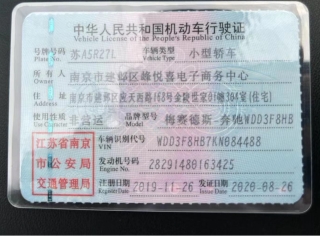 中华人民共和国机动车行驶证
Vehicle License of the People's Republic of China
号牌号码 苏A5R27L 车辆类型 小型轿车
Plate No. Vehicle Type
所有人 南京市建邺区峰悦喜电子商务中心
Owner
住址 南京市建邺区应天西路168号金陵世家01幢304室(住宅)
Address
使用性质 非营运 品牌型号 梅赛德斯-奔驰WDD3F8HB
Use Character Model
江苏省南京
市公安局
交通管理局
车辆识别代号 WDD3F8HB7KN084488
VIN
发动机号码 28291480163425
Engine No.
注册日期 2019-11-26 发证日期 2020-08-26
Register Date Issue Date